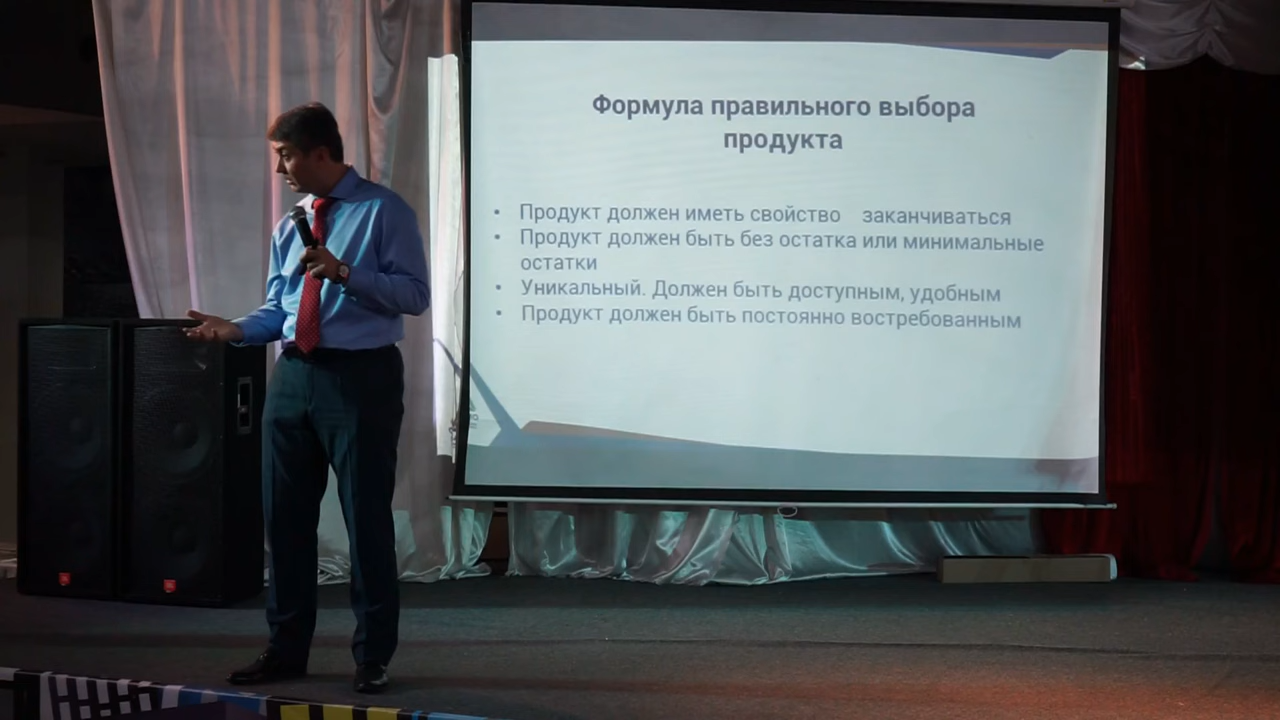 Формула правильного выбора
продукта
• Продукт должен иметь свойство заканчиваться
• Продукт должен быть без остатка или минимальные
остатки
• Уникальный. Должен быть доступным, удобным
• Продукт должен быть постоянно востребованным